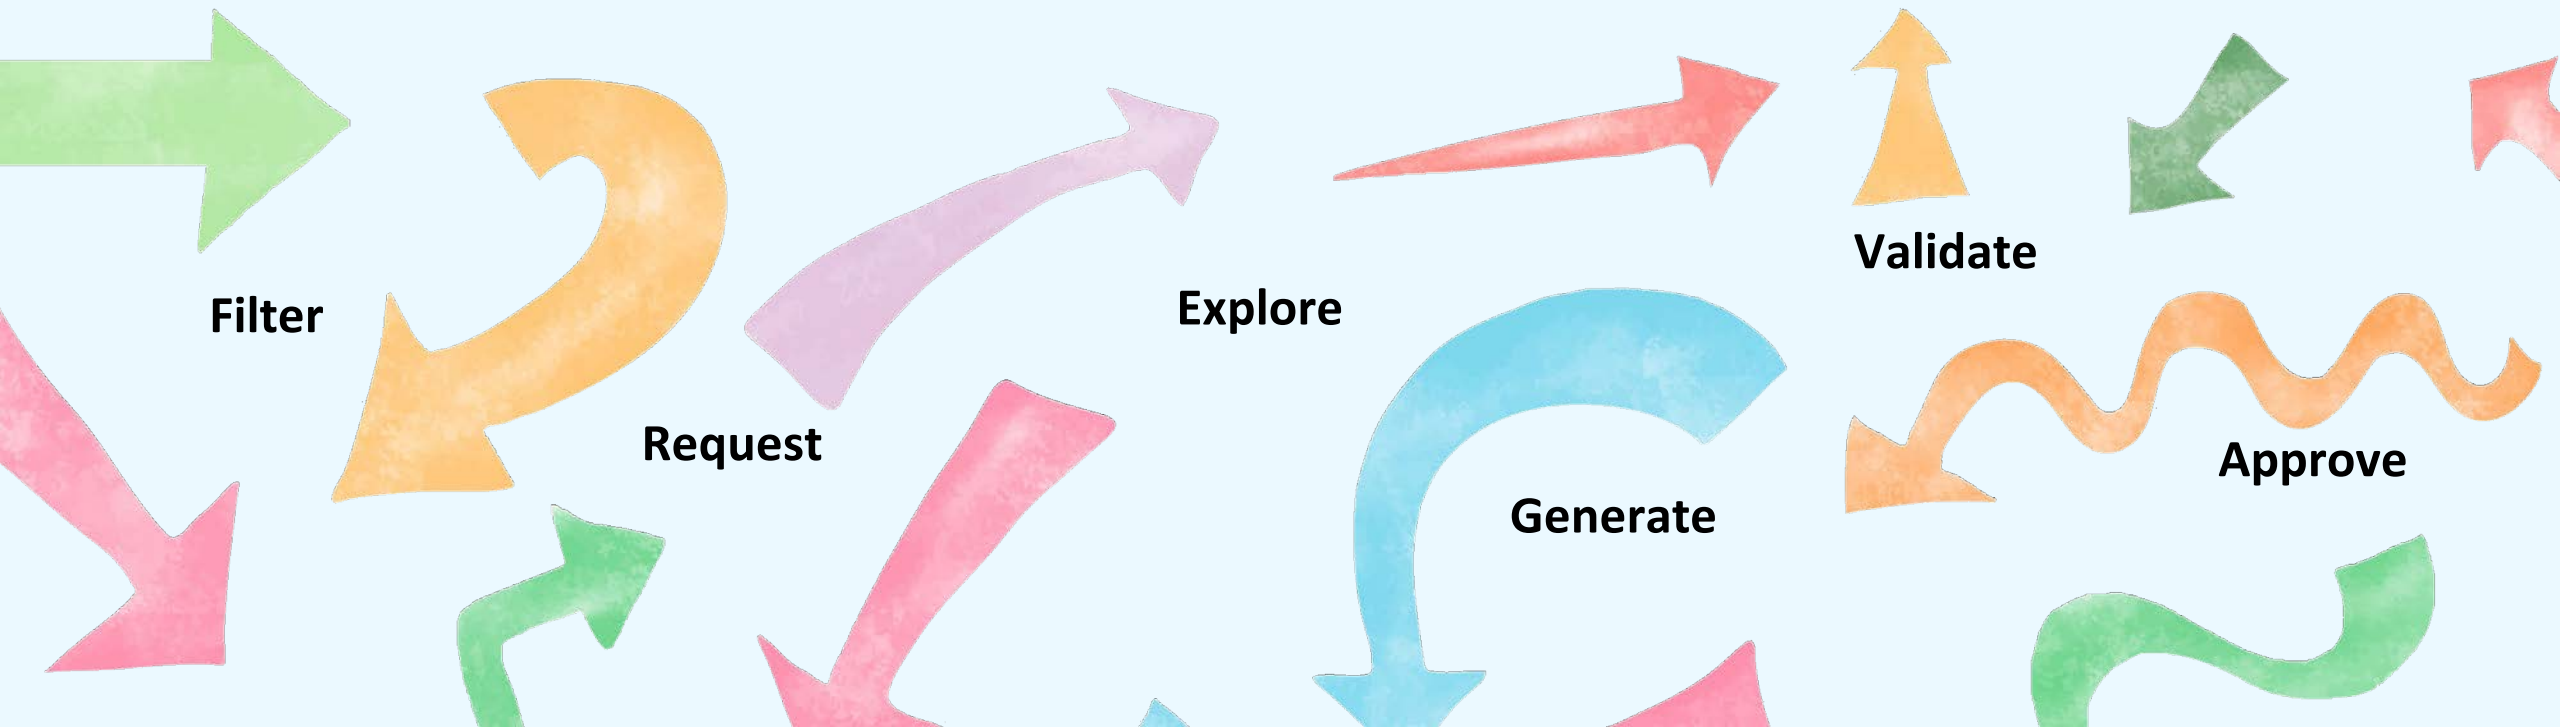 Filter
Request
Explore
Generate
Validate
Approve